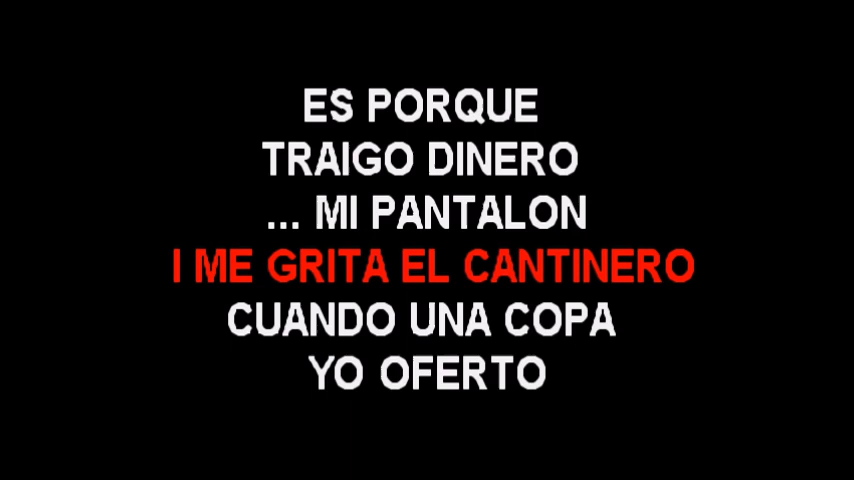 ES PORQUE
TRAIGO DINERO
... MI PANTALON
I ME GRITA EL CANTINERO
CUANDO UNA COPA
YO OFERTO